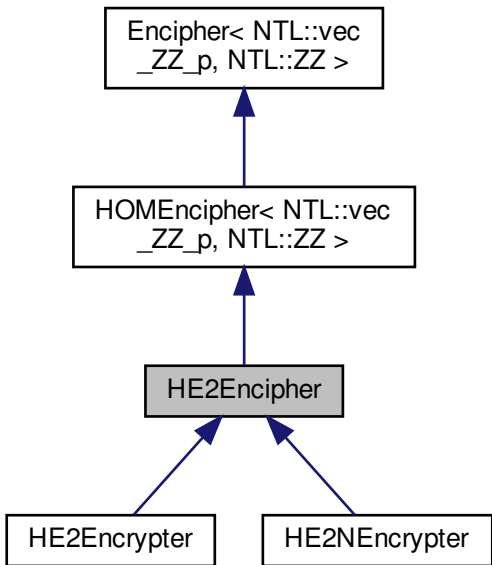 Encipher< NTL::vec
_ZZ_p, NTL::ZZ >
HOMEncipher< NTL::vec
_ZZ_p, NTL::ZZ >
HE2Encipher
HE2Encrypter
HE2NEncrypter